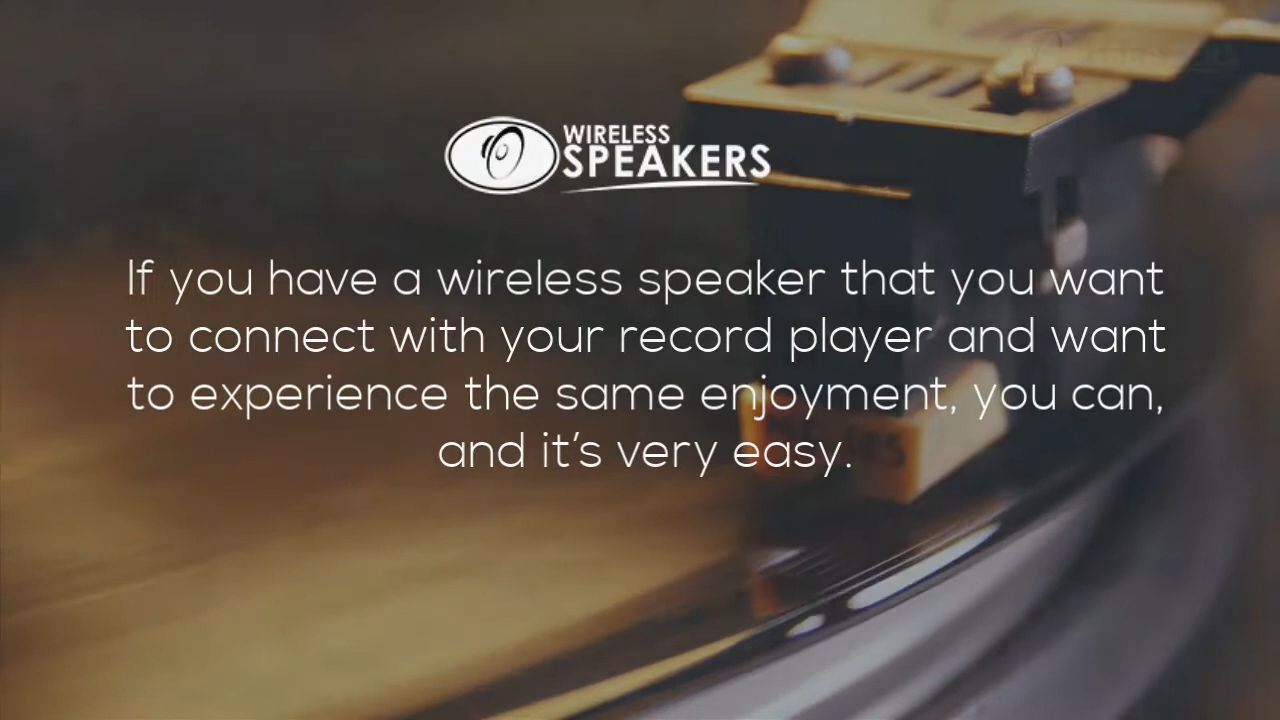 WIRELESS
SPEAKERS
If you have a wireless speaker that you want
to connect with your record player and want
to experience the same enjoyment, you can,
and it's very easy.